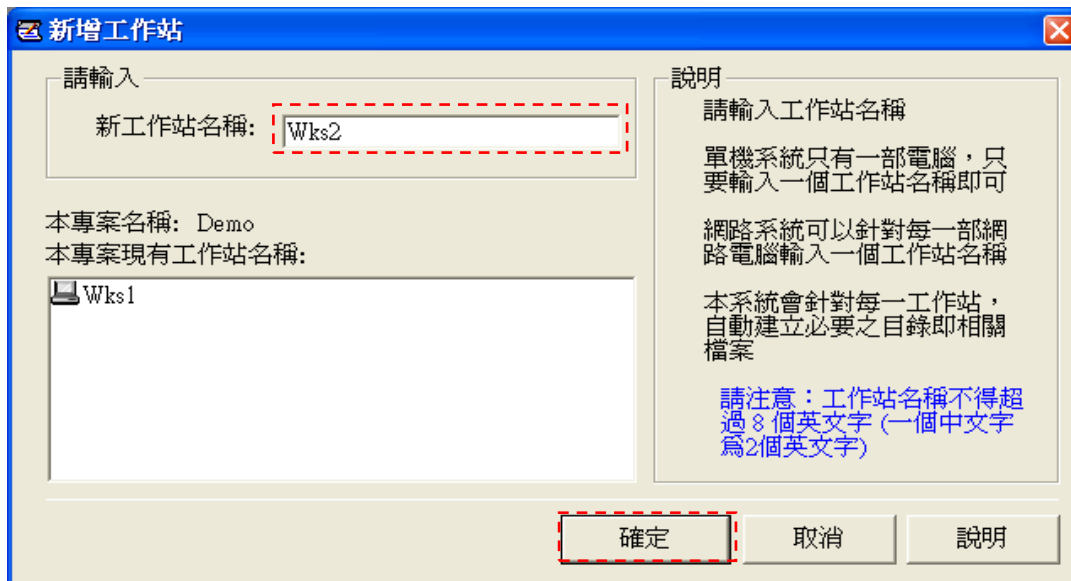 新增工作站
請輸入
新工作站名稱: Wks2
本專案名稱: Demo
本專案現有工作站名稱:
Wks1
說明
請輸入工作站名稱
單機系統只有一部電腦，只
要輸入一個工作站名稱即可
網路系統可以針對每一部網
路電腦輸入一個工作站名稱
本系統會針對每一工作站，
自動建立必要之目錄即相關
檔案
請注意：工作站名稱不得超
過 8 個英文字 (一個中文字
為2個英文字)
確定
取消
說明